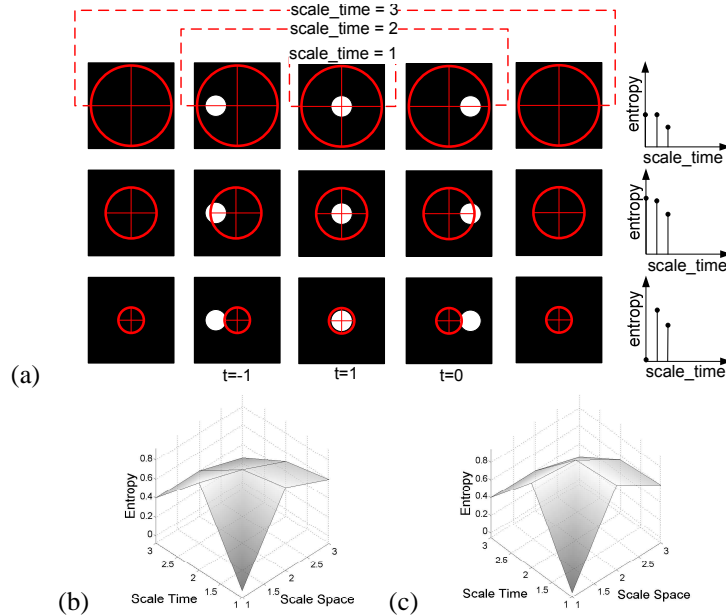 scale_time = 3
scale_time = 2
scale_time = 1
entropy
scale_time
entropy
scale_time
entropy
scale_time
(a)
t=-1
t=1
t=0
Entropy
0.8
0.6
0.4
0.2
0
3
2.5
2
1.5
1
Scale Time
1
1.5
2
2.5
3
Scale Space
(b)
Entropy
0.8
0.6
0.4
0.2
0
3
2.5
2
1.5
1
Scale Time
1
1.5
2
2.5
3
Scale Space
(c)